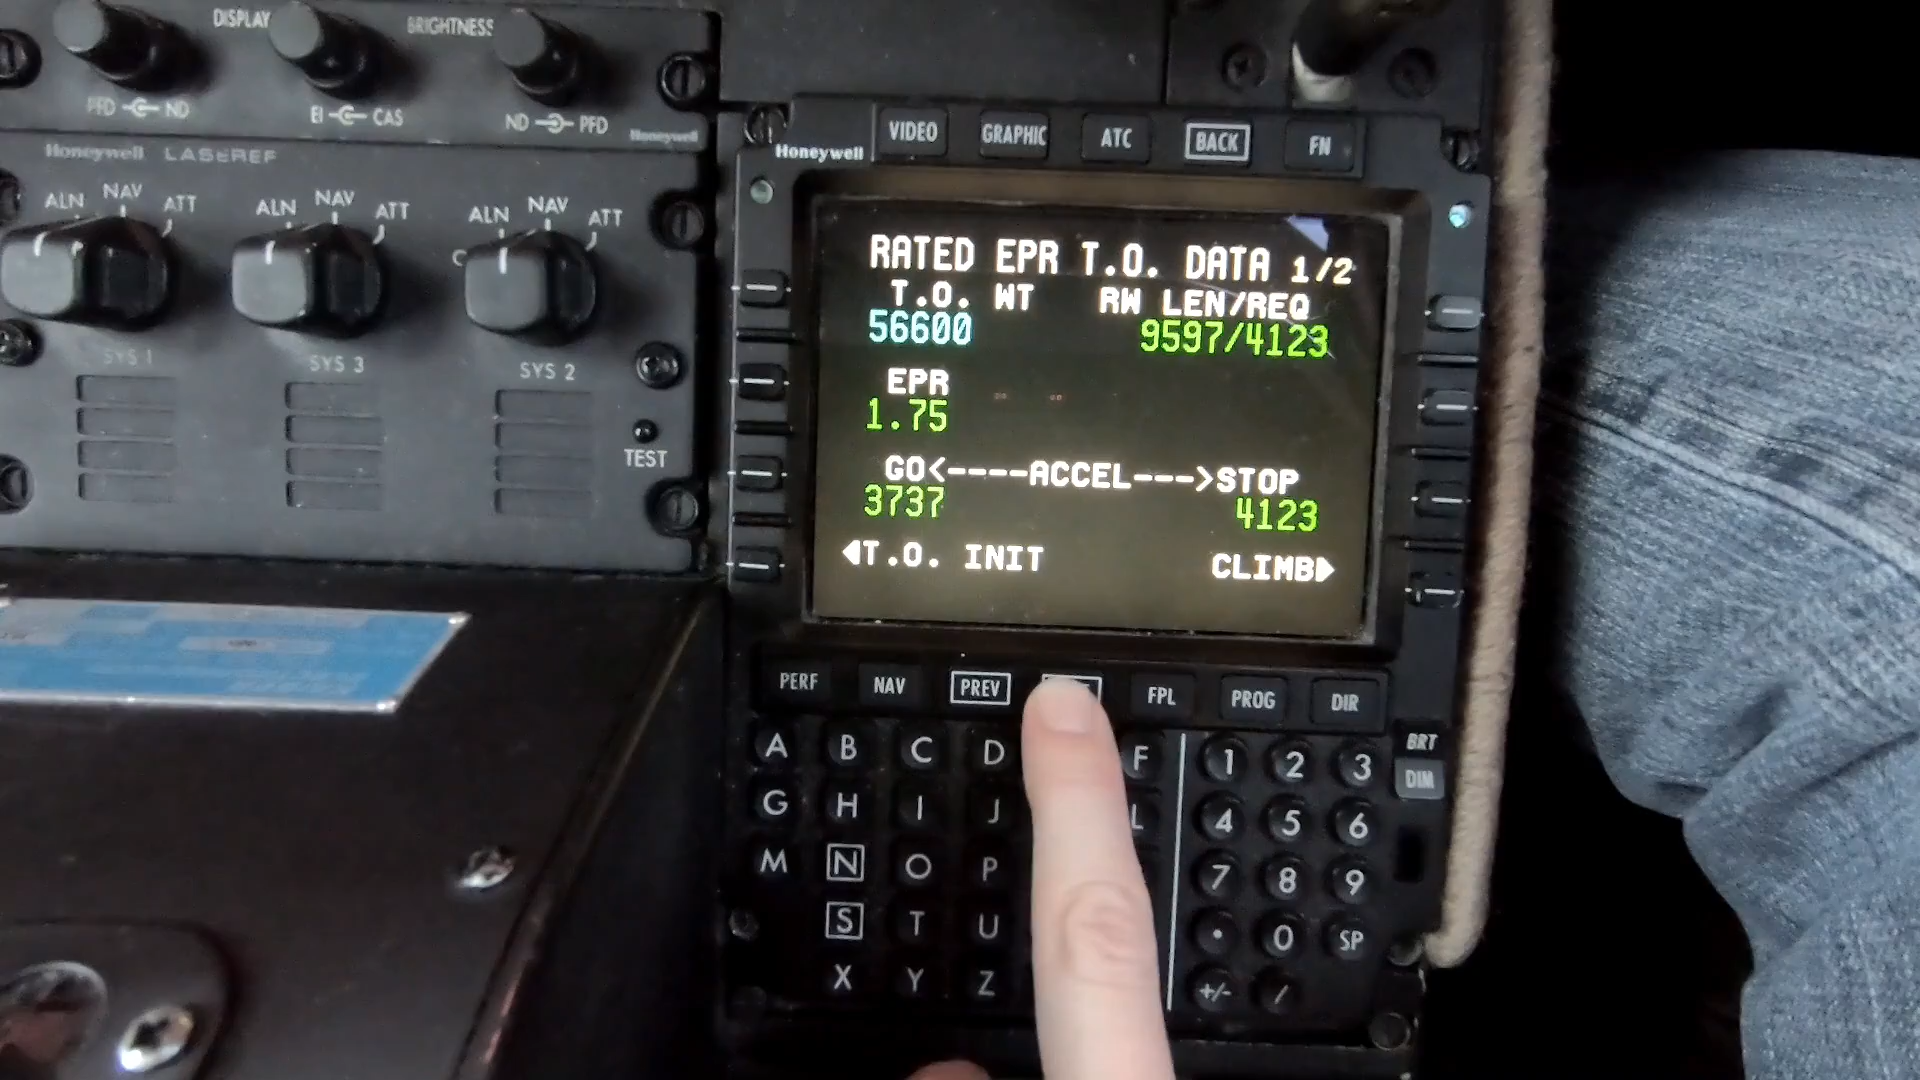 DISPLAY BRIGHTNESS
PFD ND
EI CAS
ND PFD
Honeywell
Honeywell LASEREF
ALN NAV ATT
ALN NAV ATT
ALN NAV ATT
SYS 1
SYS 3
SYS 2
TEST
Honeywell
VIDEO GRAPHIC ATC BACK FN
RATED EPR T.O. DATA 1/2
T.O. WT RW LEN/REQ
56600 9597/4123
EPR
1.75
GO<----ACCEL--->STOP
3737 4123
◀T.O. INIT CLIMB▶
PERF NAV PREV FPL PROG DIR
BRT
DIM
A B C D F 1 2 3
G H I J L 4 5 6
M N O P 7 8 9
S T U • 0 SP
X Y Z +/- /